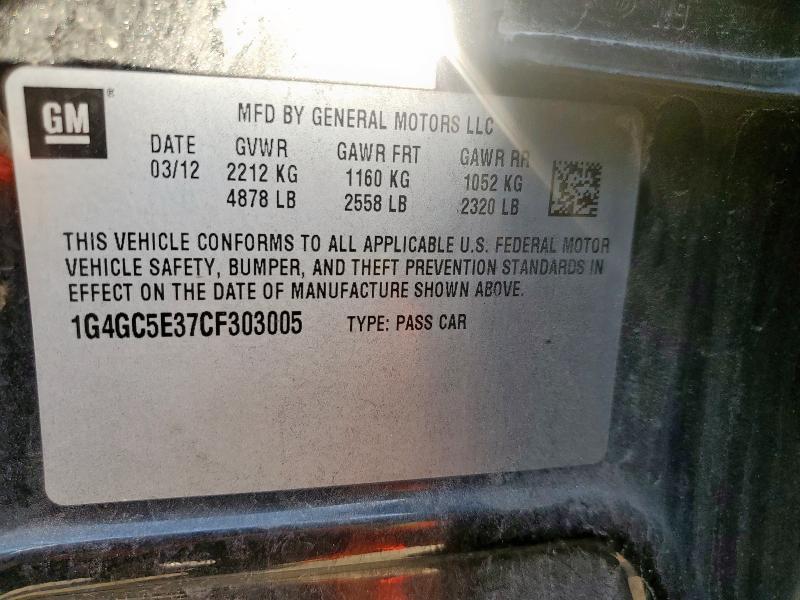 GM ®
MFD BY GENERAL MOTORS LLC
DATE GVWR GAWR FRT GAWR RR
03/12 2212 KG 1160 KG 1052 KG
4878 LB 2558 LB 2320 LB
THIS VEHICLE CONFORMS TO ALL APPLICABLE U.S. FEDERAL MOTOR
VEHICLE SAFETY, BUMPER, AND THEFT PREVENTION STANDARDS IN
EFFECT ON THE DATE OF MANUFACTURE SHOWN ABOVE.
1G4GC5E37CF303005 TYPE: PASS CAR